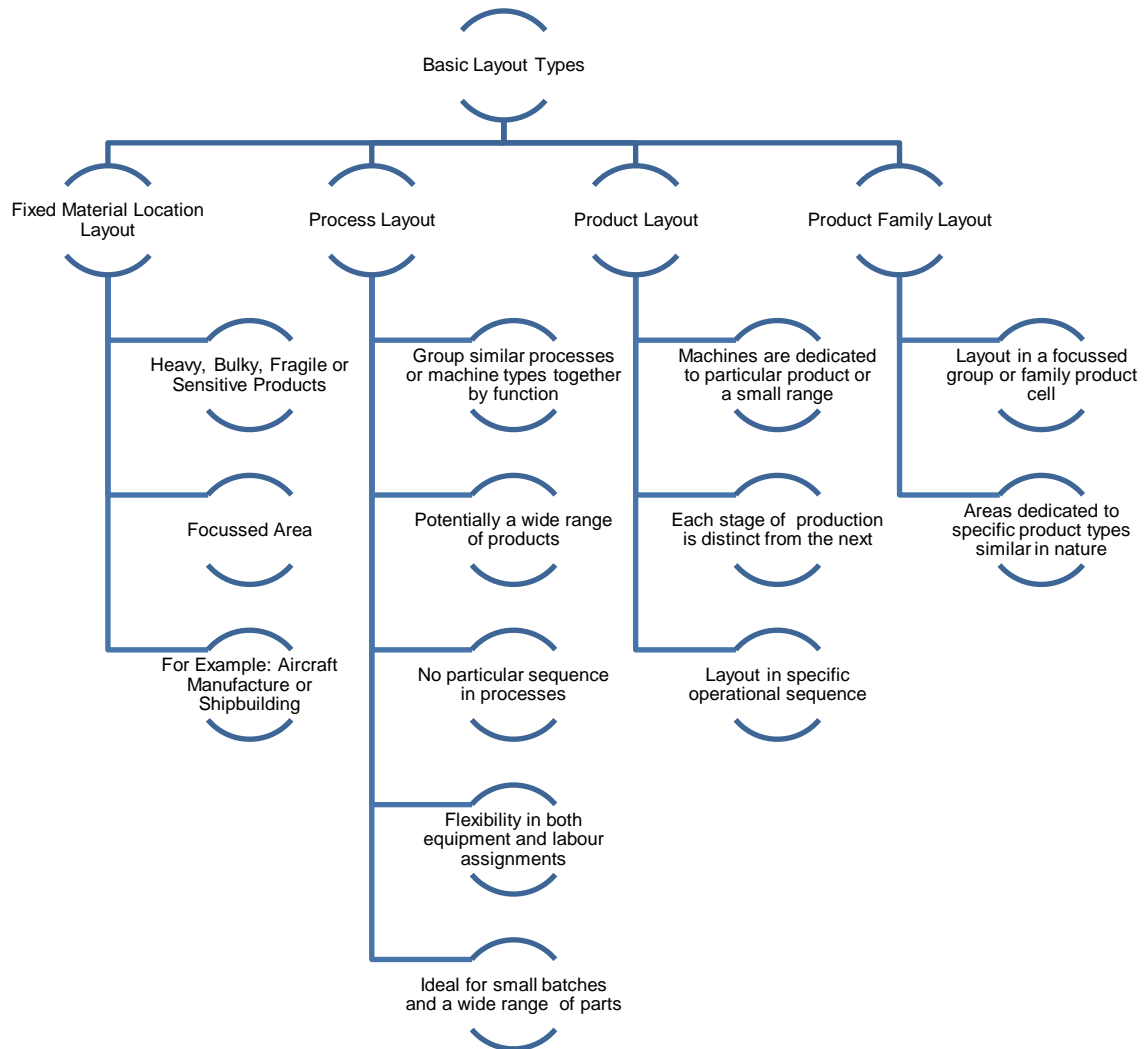 Basic Layout Types
Fixed Material Location
Layout
Process Layout
Product Layout
Product Family Layout
Heavy, Bulky, Fragile or
Sensitive Products
Focussed Area
For Example: Aircraft
Manufacture or
Shipbuilding
Group similar processes
or machine types together
by function
Potentially a wide range
of products
No particular sequence
in processes
Flexibility in both
equipment and labour
assignments
Ideal for small batches
and a wide range of parts
Machines are dedicated
to particular product or
a small range
Each stage of production
is distinct from the next
Layout in specific
operational sequence
Layout in a focussed
group or family product
cell
Areas dedicated to
specific product types
similar in nature